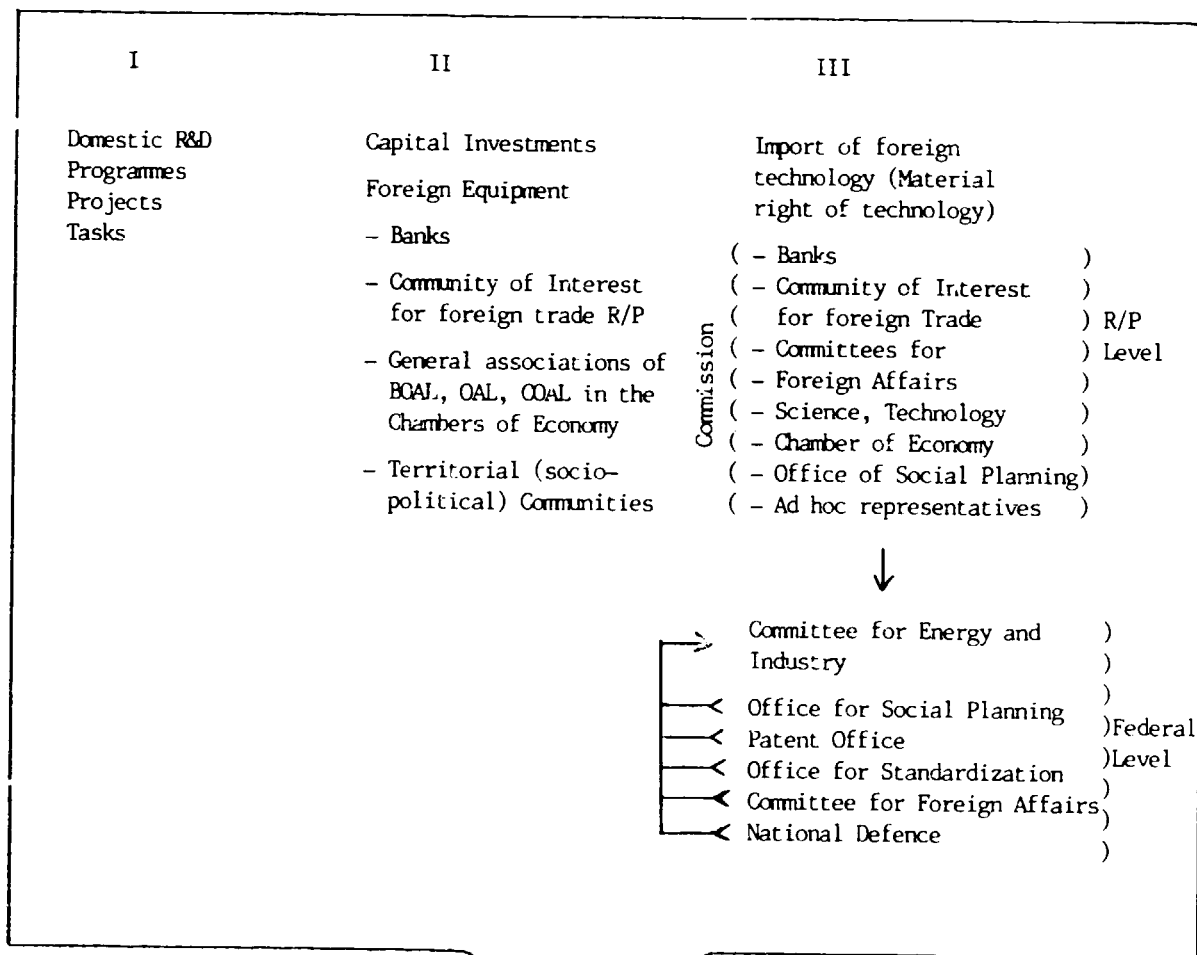 I
II
III
Domestic R&D
Programmes
Projects
Tasks
Capital Investments
Foreign Equipment
- Banks
- Community of Interest
for foreign trade R/P
- General associations of
BOAL, OAL, COAL in the
Chambers of Economy
- Territorial (socio-
political) Communities
Import of foreign
technology (Material
right of technology)
Commission
( - Banks )
( - Community of Interest )
( for foreign Trade ) R/P
( - Committees for ) Level
( - Foreign Affairs )
( - Science, Technology )
( - Chamber of Economy )
( - Office of Social Planning)
( - Ad hoc representatives )
Committee for Energy and )
Industry )
)
Office for Social Planning )Federal
Patent Office )Level
Office for Standardization )
Committee for Foreign Affairs)
National Defence )